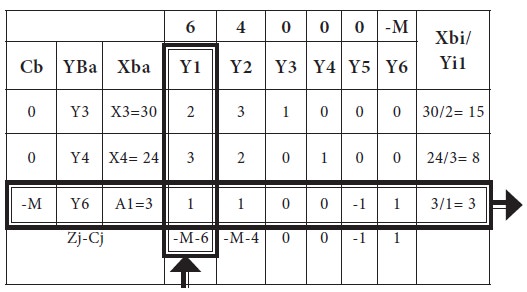 6 4 0 0 0 -M Xbi/
Cb YBa Xba Y1 Y2 Y3 Y4 Y5 Y6 Yi1
0 Y3 X3=30 2 3 1 0 0 0 30/2= 15
0 Y4 X4= 24 3 2 0 1 0 0 24/3= 8
-M Y6 A1=3 1 1 0 0 -1 1 3/1= 3
Zj-Cj -M-6 -M-4 0 0 -1 1